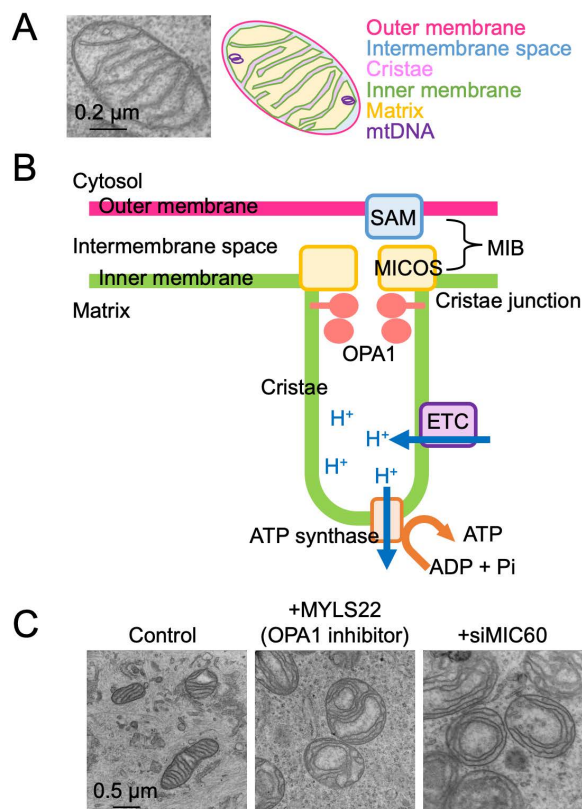 A
0.2 µm
Outer membrane
Intermembrane space
Cristae
Inner membrane
Matrix
mtDNA
B
Cytosol
Outer membrane
SAM
Intermembrane space
MIB
MICOS
Inner membrane
Cristae junction
Matrix
OPA1
Cristae
H⁺
ETC
H⁺
H⁺
H⁺
ATP synthase
ATP
ADP + Pi
C
Control
+MYLS22
(OPA1 inhibitor)
+siMIC60
0.5 µm